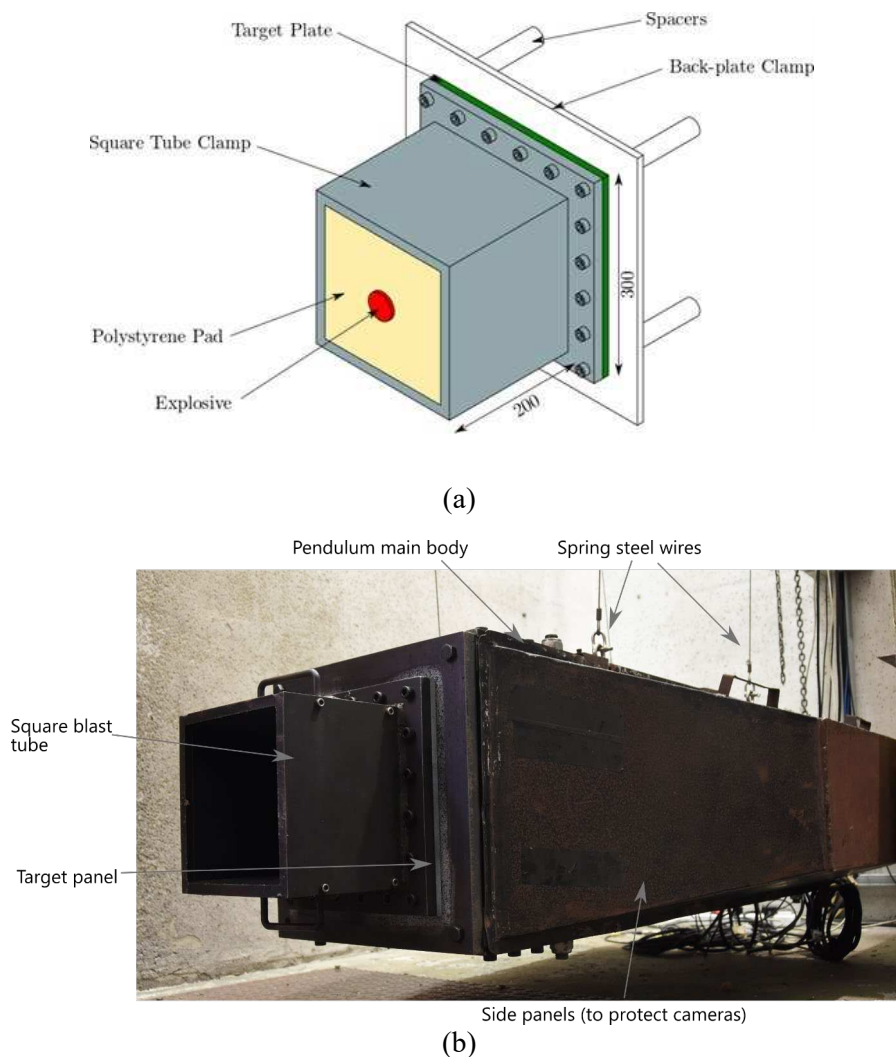 Spacers
Target Plate
Back-plate Clamp
Square Tube Clamp
300
Polystyrene Pad
Explosive
200
(a)
Pendulum main body
Spring steel wires
Square blast
tube
Target panel
Side panels (to protect cameras)
(b)